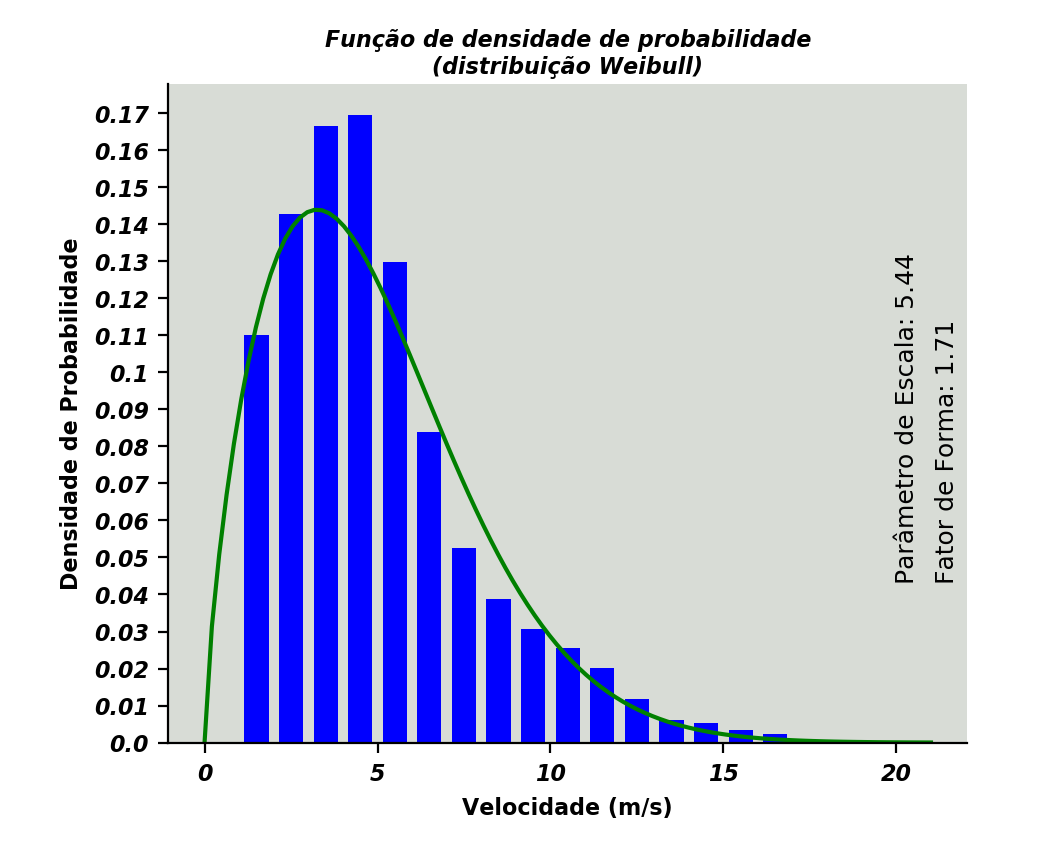 Função de densidade de probabilidade
(distribuição Weibull)
Densidade de Probabilidade
0.17
0.16
0.15
0.14
0.13
0.12
0.11
0.1
0.09
0.08
0.07
0.06
0.05
0.04
0.03
0.02
0.01
0.0
Parâmetro de Escala: 5.44
Fator de Forma: 1.71
0 5 10 15 20
Velocidade (m/s)